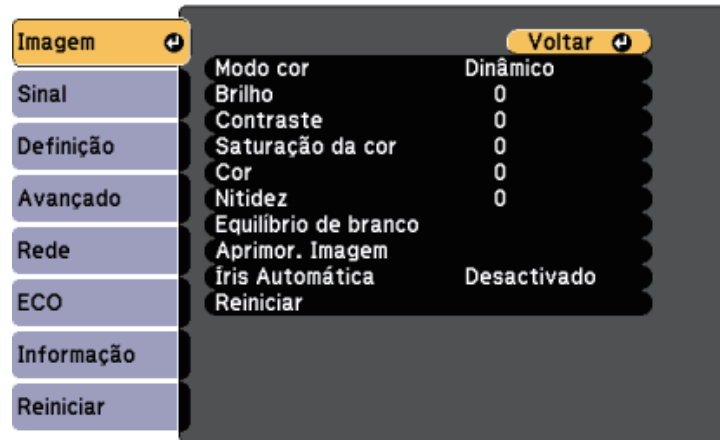 Imagem
Sinal
Definição
Avançado
Rede
ECO
Informação
Reiniciar
Voltar
Modo cor Dinâmico
Brilho 0
Contraste 0
Saturação da cor 0
Cor 0
Nitidez 0
Equilíbrio de branco
Aprimor. Imagem
Íris Automática Desactivado
Reiniciar